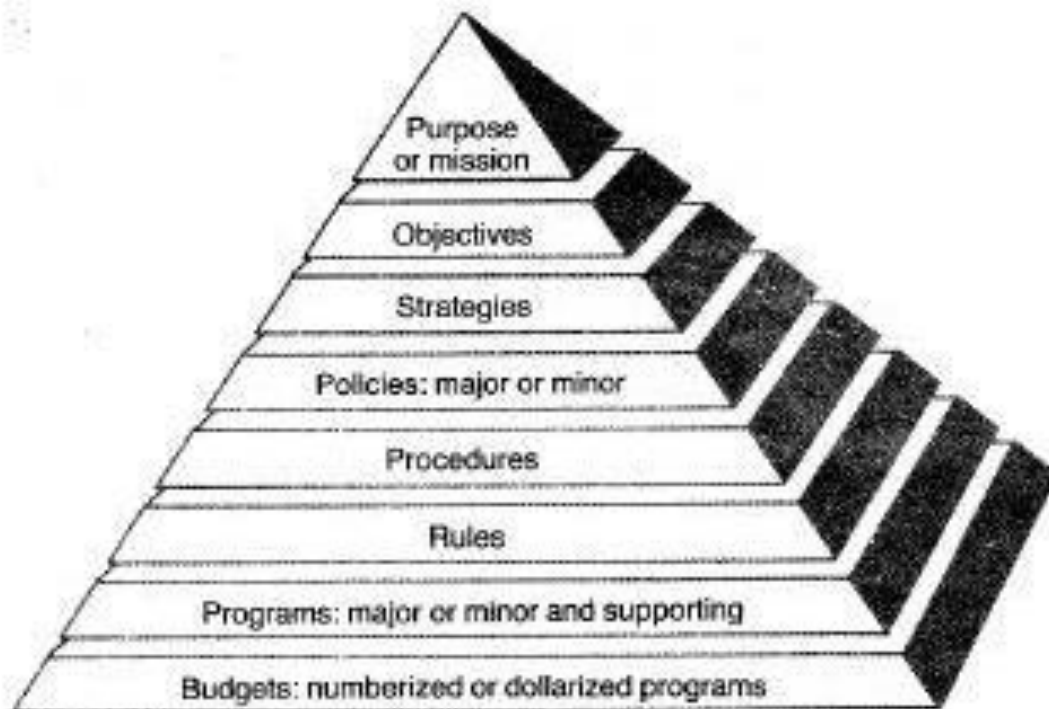 Purpose
or mission
Objectives
Strategies
Policies: major or minor
Procedures
Rules
Programs: major or minor and supporting
Budgets: numberized or dollarized programs